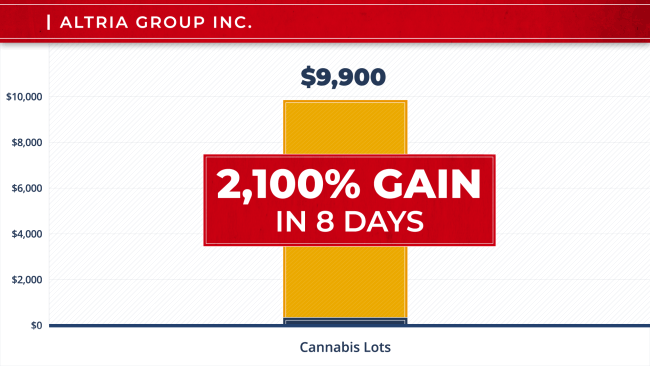 | ALTRIA GROUP INC.
$9,900
$10,000
$8,000
2,100% GAIN
$6,000
IN 8 DAYS
$4,000
$2,000
$0
Cannabis Lots